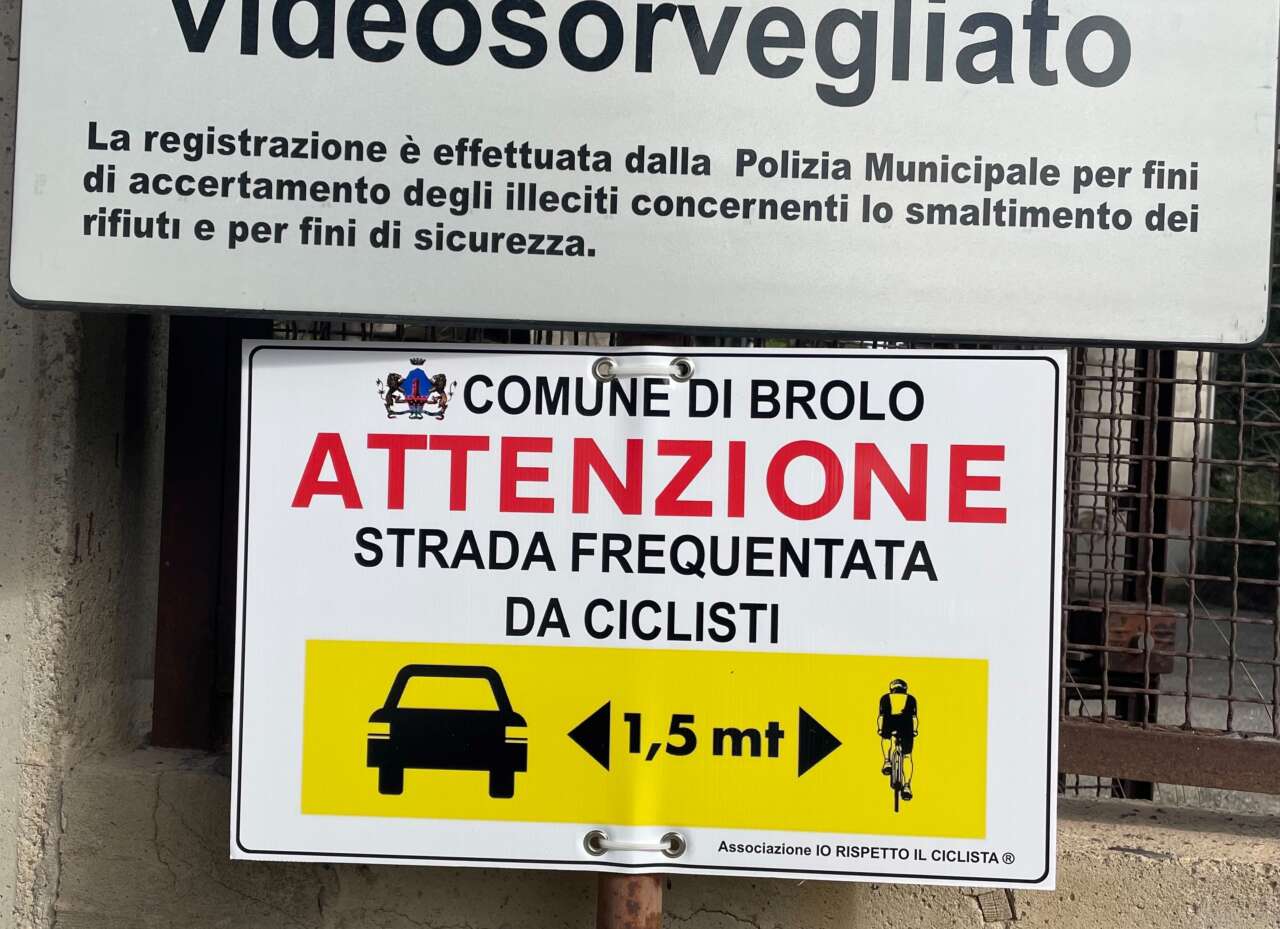 videosorvegliato
La registrazione è effettuata dalla Polizia Municipale per fini
di accertamento degli illeciti concernenti lo smaltimento dei
rifiuti e per fini di sicurezza.
COMUNE DI BROLO
ATTENZIONE
STRADA FREQUENTATA
DA CICLISTI
1,5 mt
Associazione IO RISPETTO IL CICLISTA ®